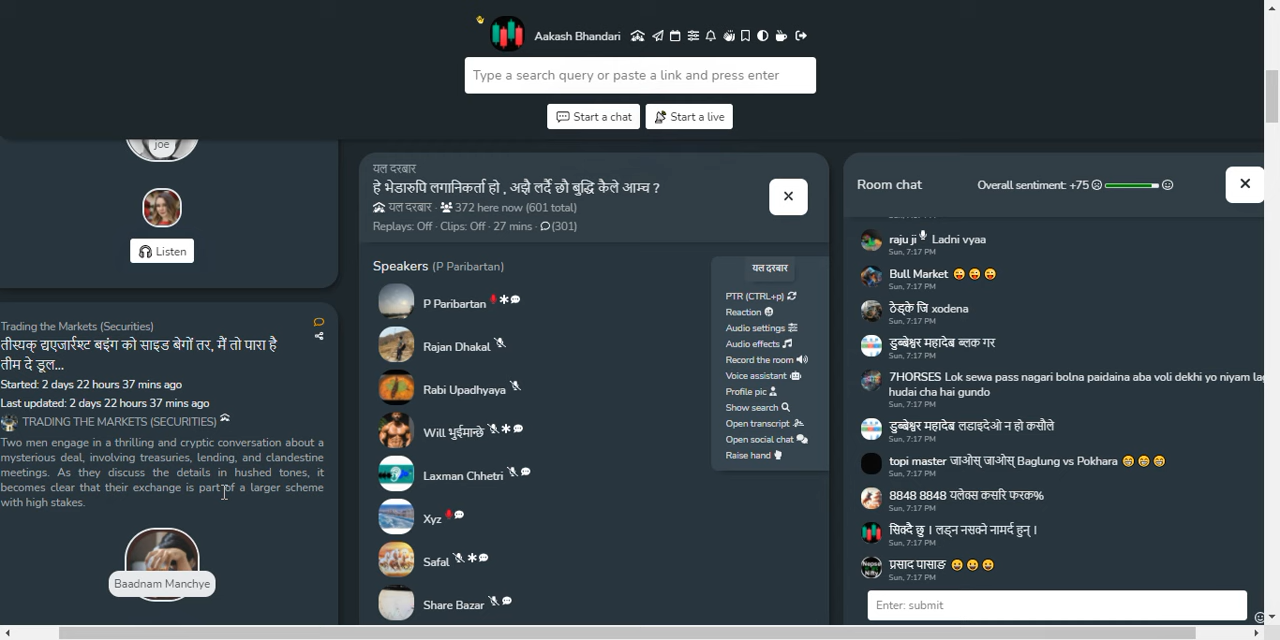 Aakash Bhandari
Type a search query or paste a link and press enter
Start a chat
Start a live
joe
Listen
Trading the Markets (Securities)
तीस्यक् द्यएजार्रस्ट बइंग को साइड बेगों तर, मैं तो पारा है
तीम दे डूल...
Started: 2 days 22 hours 37 mins ago
Last updated: 2 days 22 hours 37 mins ago
TRADING THE MARKETS (SECURITIES)
Two men engage in a thrilling and cryptic conversation about a
mysterious deal, involving treasuries, lending, and clandestine
meetings. As they discuss the details in hushed tones, it
becomes clear that their exchange is part of a larger scheme
with high stakes.
Baadnam Manchye
यल दरबार
हे भेडारुपि लगानिकर्ता हो , अझै लर्दै छौ बुद्धि कैले आम्च ?
यल दरबार · 372 here now (601 total)
Replays: Off · Clips: Off · 27 mins · (301)
Speakers (P Paribartan)
P Paribartan
Rajan Dhakal
Rabi Upadhyaya
Will भुईमान्छे
Laxman Chhetri
Xyz
Safal
Share Bazar
यल दरबार
PTR (CTRL+p)
Reaction
Audio settings
Audio effects
Record the room
Voice assistant
Profile pic
Show search
Open transcript
Open social chat
Raise hand
Room chat
Overall sentiment: +75
raju ji Ladni vyaa
Sun, 7:17 PM
Bull Market
Sun, 7:17 PM
ठेड्के जि xodena
Sun, 7:17 PM
डुब्बेश्वर महादेब ब्लक गर
Sun, 7:17 PM
7HORSES Lok sewa pass nagari bolna paidaina aba voli dekhi yo niyam lag
hudai cha hai gundo
Sun, 7:17 PM
डुब्बेश्वर महादेब लडाइदेओ न हो कसैले
Sun, 7:17 PM
topi master जाओस् जाओस् Baglung vs Pokhara
Sun, 7:17 PM
8848 8848 यलेक्स कसरि फरक%
Sun, 7:17 PM
सिक्दै छु । लड्न नसक्ने नामर्द हुन् ।
Sun, 7:17 PM
प्रसाद पासाङ
Sun, 7:17 PM
Enter: submit